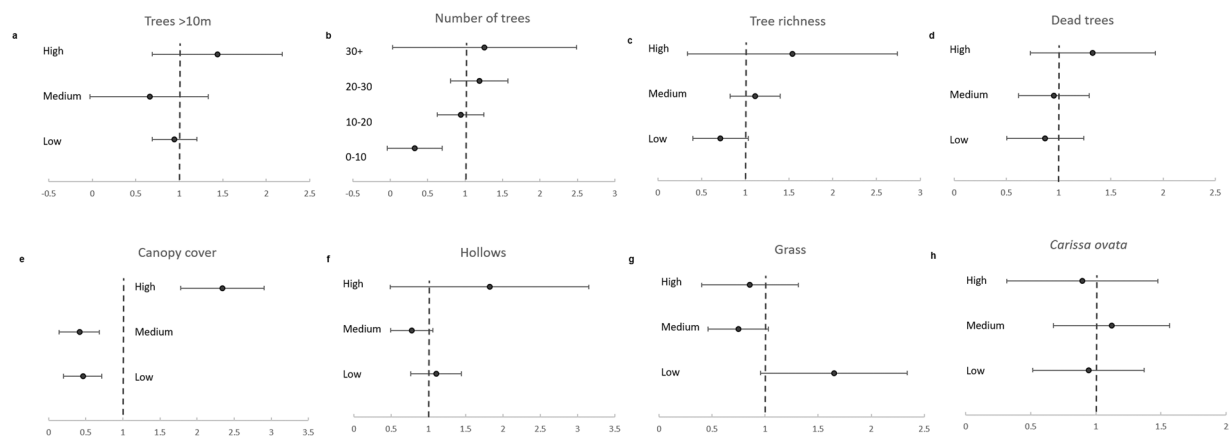 a
Trees >10m
High
Medium
Low
-0.5 0 0.5 1 1.5 2 2.5
b
Number of trees
30+
20-30
10-20
0-10
-0.5 0 0.5 1 1.5 2 2.5 3
c
Tree richness
High
Medium
Low
0 0.5 1 1.5 2 2.5 3
d
Dead trees
High
Medium
Low
0 0.5 1 1.5 2 2.5
e
Canopy cover
High
Medium
Low
0 0.5 1 1.5 2 2.5 3 3.5
f
Hollows
High
Medium
Low
0 0.5 1 1.5 2 2.5 3 3.5
g
Grass
High
Medium
Low
0 0.5 1 1.5 2 2.5
h
Carissa ovata
High
Medium
Low
0 0.5 1 1.5 2